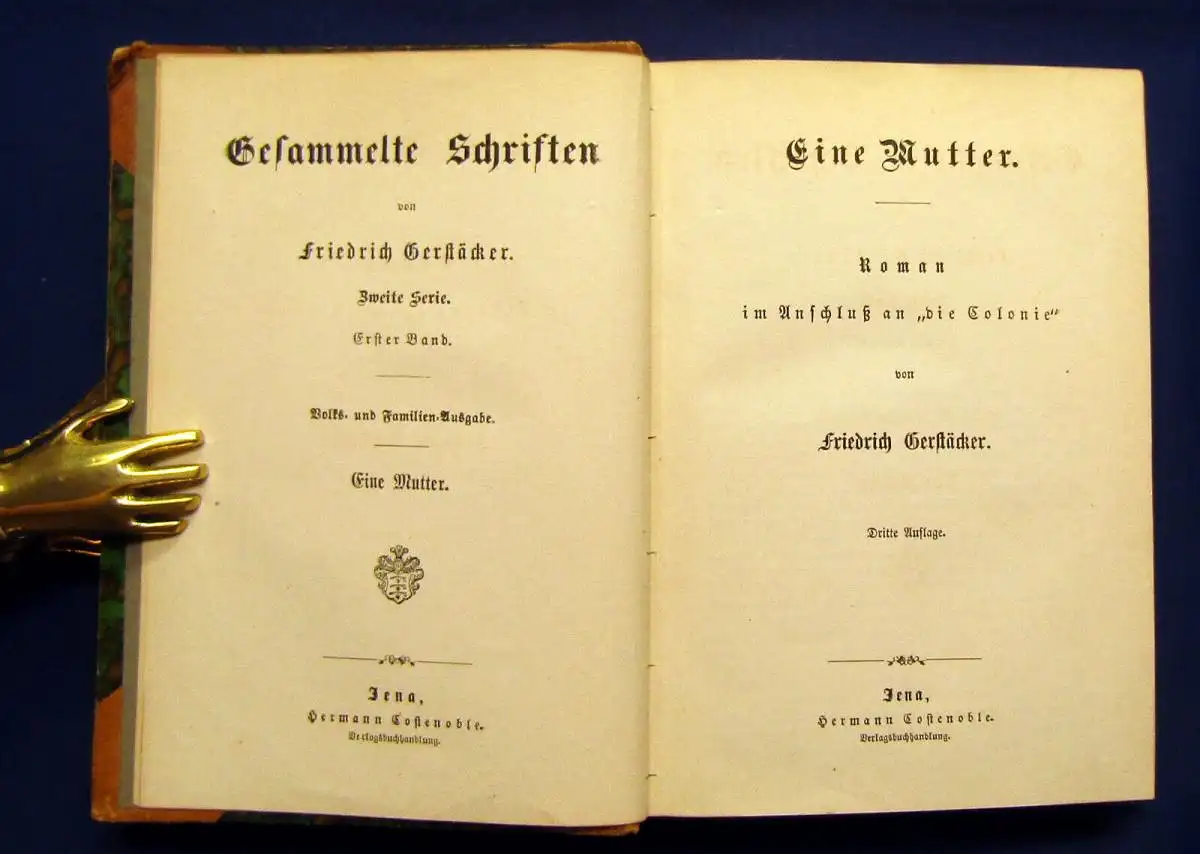 Gesammelte Schriften
von
Friedrich Gerstäcker.
Zweite Serie.
Erster Band.
Volks- und Familien-Ausgabe.
Eine Mutter.
Jena,
Hermann Costenoble.
Verlagsbuchhandlung.
Eine Mutter.
Roman
im Anschluß an „die Colonie“
von
Friedrich Gerstäcker.
Dritte Auflage.
Jena,
Hermann Costenoble.
Verlagsbuchhandlung.